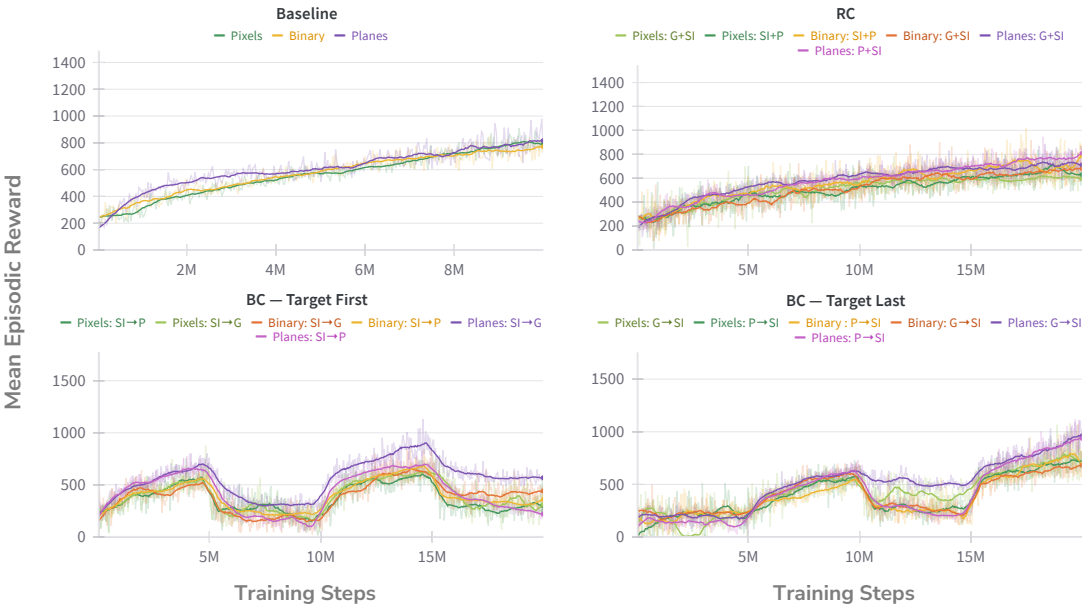 Mean Episodic Reward
Baseline
Pixels Binary Planes
1400
1200
1000
800
600
400
200
0
2M 4M 6M 8M
RC
Pixels: G+SI Pixels: SI+P Binary: SI+P Binary: G+SI Planes: G+SI
Planes: P+SI
1400
1200
1000
800
600
400
200
0
5M 10M 15M
BC — Target First
Pixels: SI→P Pixels: SI→G Binary: SI→G Binary: SI→P Planes: SI→G
Planes: SI→P
1500
1000
500
0
5M 10M 15M
Training Steps
BC — Target Last
Pixels: G→SI Pixels: P→SI Binary : P→SI Binary: G→SI Planes: G→SI
Planes: P→SI
1500
1000
500
0
5M 10M 15M
Training Steps